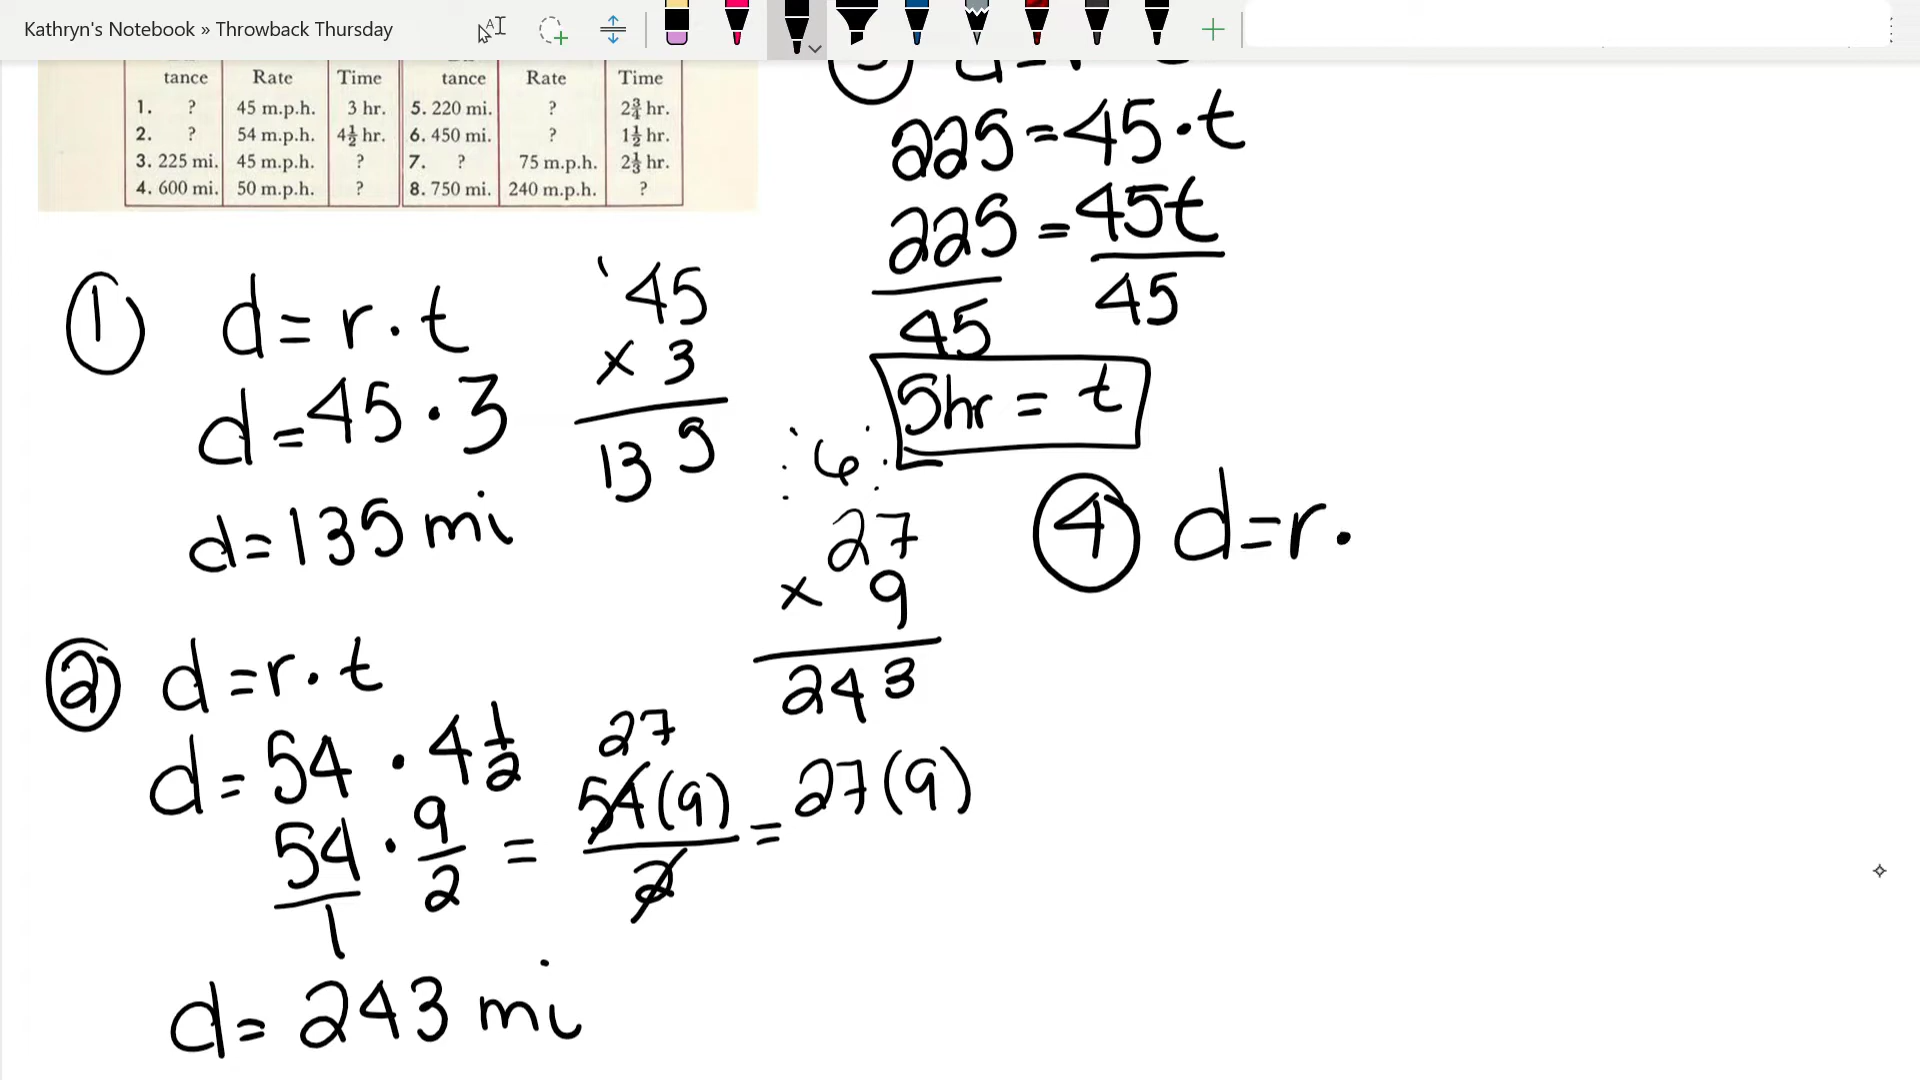 Kathryn's Notebook » Throwback Thursday
tance Rate Time tance Rate Time
1. ? 45 m.p.h. 3 hr. 5. 220 mi. ? 2¾ hr.
2. ? 54 m.p.h. 4½ hr. 6. 450 mi. ? 1½ hr.
3. 225 mi. 45 m.p.h. ? 7. ? 75 m.p.h. 2⅓ hr.
4. 600 mi. 50 m.p.h. ? 8. 750 mi. 240 m.p.h. ?
① d=r·t
d=45·3
d=135 mi
45
× 3
135
② d=r·t
d=54·4½
54/1 · 9/2 = 54(9)/2 = 27(9)
27
d=243 mi
6
27
× 9
243
225=45·t
225/45=45t/45
5hr=t
④ d=r·